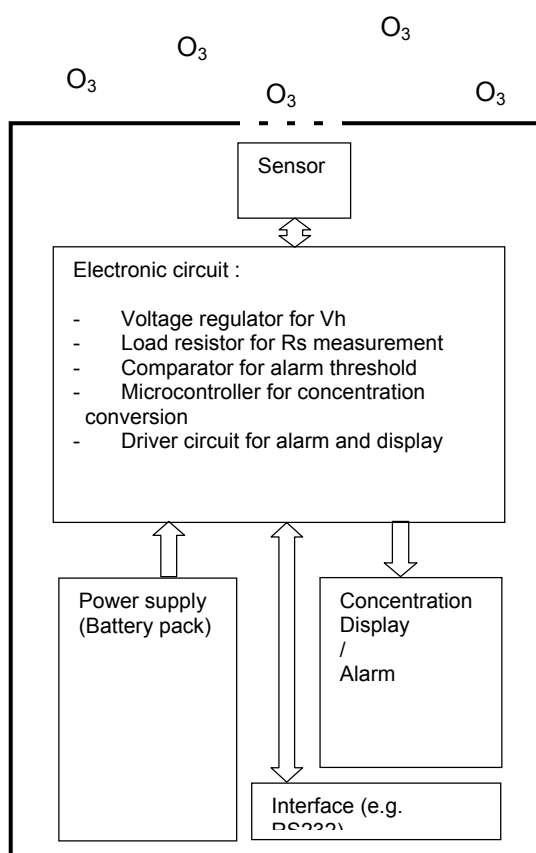 O3
O3
O3
O3
O3
Sensor
Electronic circuit :
- Voltage regulator for Vh
- Load resistor for Rs measurement
- Comparator for alarm threshold
- Microcontroller for concentration
conversion
- Driver circuit for alarm and display
Power supply
(Battery pack)
Concentration
Display
/
Alarm
Interface (e.g.
RS232)